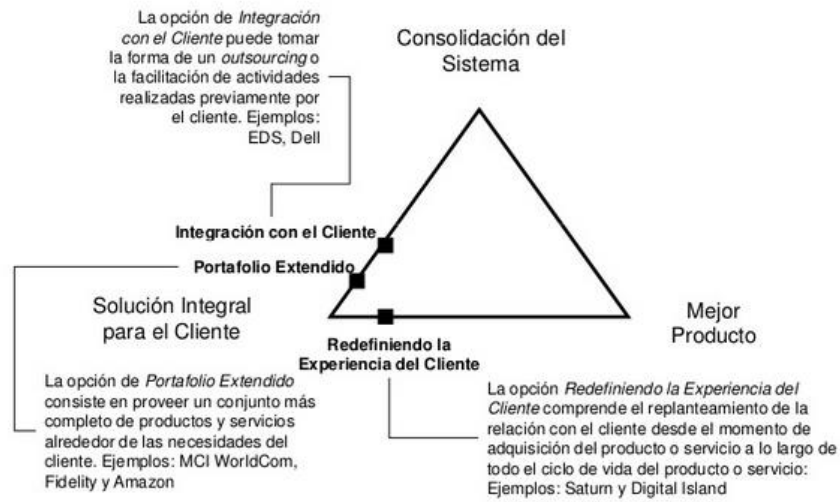 La opción de Integración
con el Cliente puede tomar
la forma de un outsourcing o
la facilitación de actividades
realizadas previamente por
el cliente. Ejemplos:
EDS, Dell
Consolidación del
Sistema
Integración con el Cliente
Portafolio Extendido
Solución Integral
para el Cliente
Mejor
Producto
Redefiniendo la
Experiencia del Cliente
La opción de Portafolio Extendido
consiste en proveer un conjunto más
completo de productos y servicios
alrededor de las necesidades del
cliente. Ejemplos: MCI WorldCom,
Fidelity y Amazon
La opción Redefiniendo la Experiencia del
Cliente comprende el replanteamiento de la
relación con el cliente desde el momento de
adquisición del producto o servicio a lo largo de
todo el ciclo de vida del producto o servicio:
Ejemplos: Saturn y Digital Island